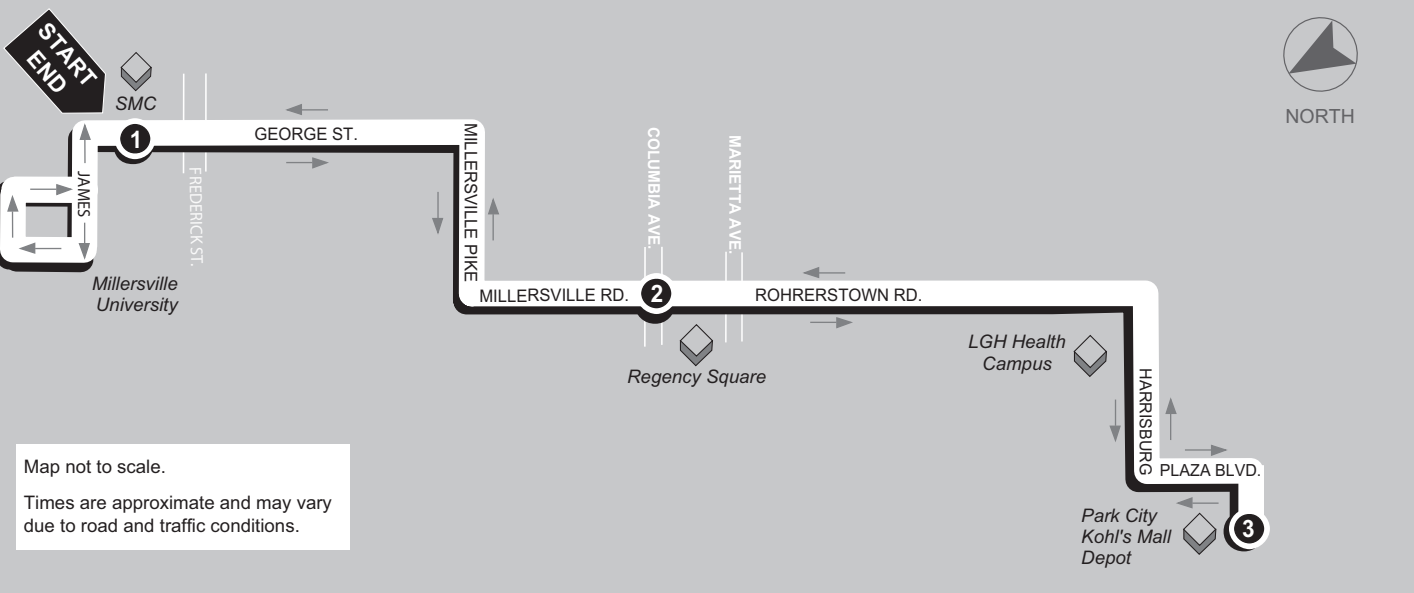 START
END
SMC
1
GEORGE ST.
FREDERICK ST.
JAMES
Millersville
University
MILLERSVILLE PIKE
MILLERSVILLE RD.
2
COLUMBIA AVE.
MARIETTA AVE.
ROHRERSTOWN RD.
Regency Square
LGH Health
Campus
HARRISBURG
PLAZA BLVD.
Park City
Kohl's Mall
Depot
3
NORTH
Map not to scale.
Times are approximate and may vary
due to road and traffic conditions.